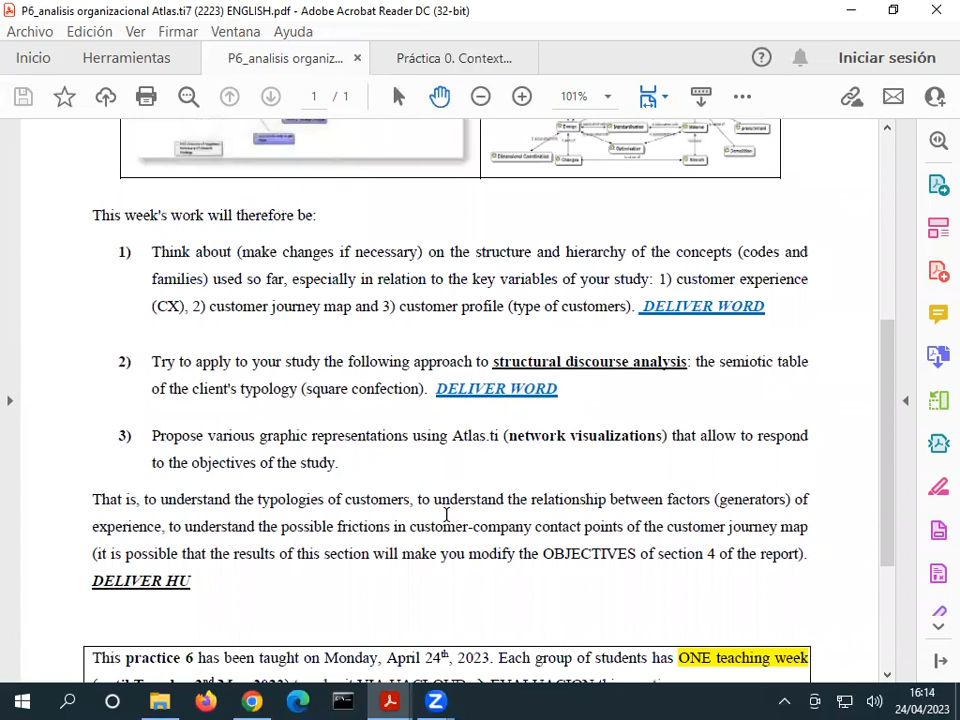 P6_analisis organizacional Atlas.ti7 (2223) ENGLISH.pdf - Adobe Acrobat Reader DC (32-bit)
Archivo Edición Ver Firmar Ventana Ayuda
Inicio Herramientas P6_analisis organiz... × Práctica 0. Context... Iniciar sesión
1 / 1 101%
Energy Standardisation Material procurement
Optimisation Demolition
Dimensional Coordination Changes Rework
This week's work will therefore be:
1) Think about (make changes if necessary) on the structure and hierarchy of the concepts (codes and
families) used so far, especially in relation to the key variables of your study: 1) customer experience
(CX), 2) customer journey map and 3) customer profile (type of customers). DELIVER WORD
2) Try to apply to your study the following approach to structural discourse analysis: the semiotic table
of the client's typology (square confection). DELIVER WORD
3) Propose various graphic representations using Atlas.ti (network visualizations) that allow to respond
to the objectives of the study.
That is, to understand the typologies of customers, to understand the relationship between factors (generators) of
experience, to understand the possible frictions in customer-company contact points of the customer journey map
(it is possible that the results of this section will make you modify the OBJECTIVES of section 4 of the report).
DELIVER HU
This practice 6 has been taught on Monday, April 24th, 2023. Each group of students has ONE teaching week
16:14
24/04/2023